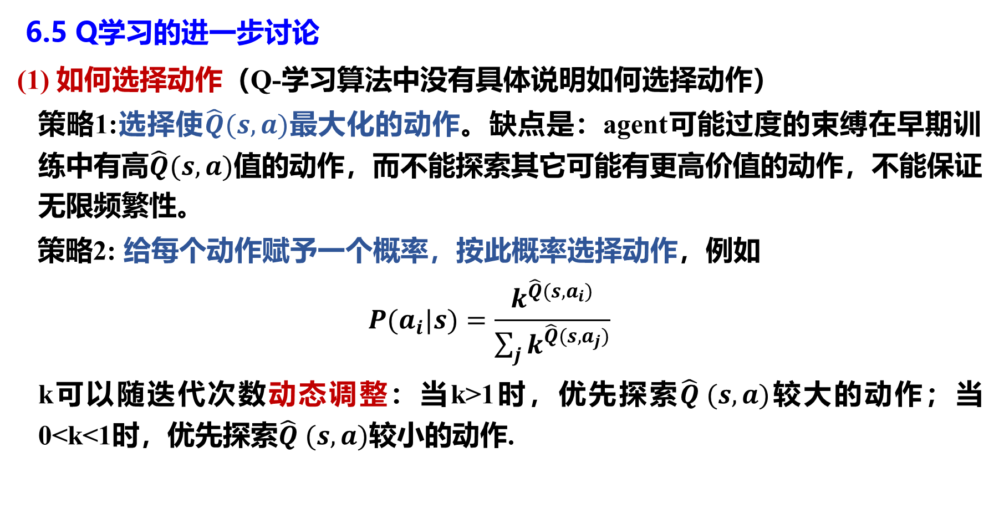 6.5 Q学习的进一步讨论
(1) 如何选择动作（Q-学习算法中没有具体说明如何选择动作）
策略1:选择使Q̂(s,a)最大化的动作。缺点是：agent可能过度的束缚在早期训
练中有高Q̂(s,a)值的动作，而不能探索其它可能有更高价值的动作，不能保证
无限频繁性。
策略2: 给每个动作赋予一个概率，按此概率选择动作，例如
P(a_i|s) = k^{Q̂(s,a_i)} / ∑_j k^{Q̂(s,a_j)}
k可以随迭代次数动态调整：当k>1时，优先探索Q̂ (s,a)较大的动作；当
0<k<1时，优先探索Q̂ (s,a)较小的动作.